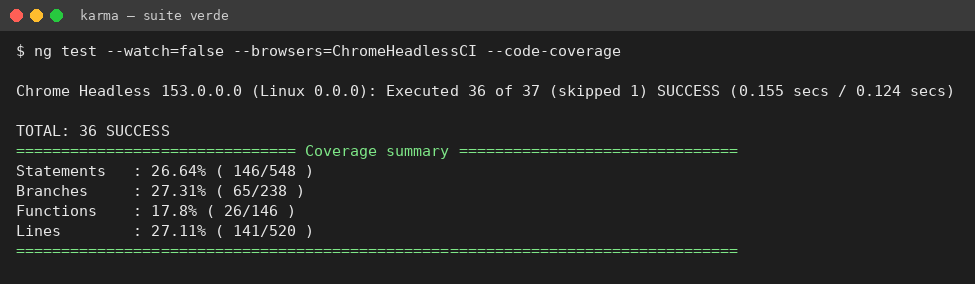 karma — suite verde
$ ng test --watch=false --browsers=ChromeHeadlessCI --code-coverage
Chrome Headless 153.0.0.0 (Linux 0.0.0): Executed 36 of 37 (skipped 1) SUCCESS (0.155 secs / 0.124 secs)
TOTAL: 36 SUCCESS
=============================== Coverage summary ===============================
Statements   : 26.64% ( 146/548 )
Branches     : 27.31% ( 65/238 )
Functions    : 17.8% ( 26/146 )
Lines        : 27.11% ( 141/520 )
================================================================================